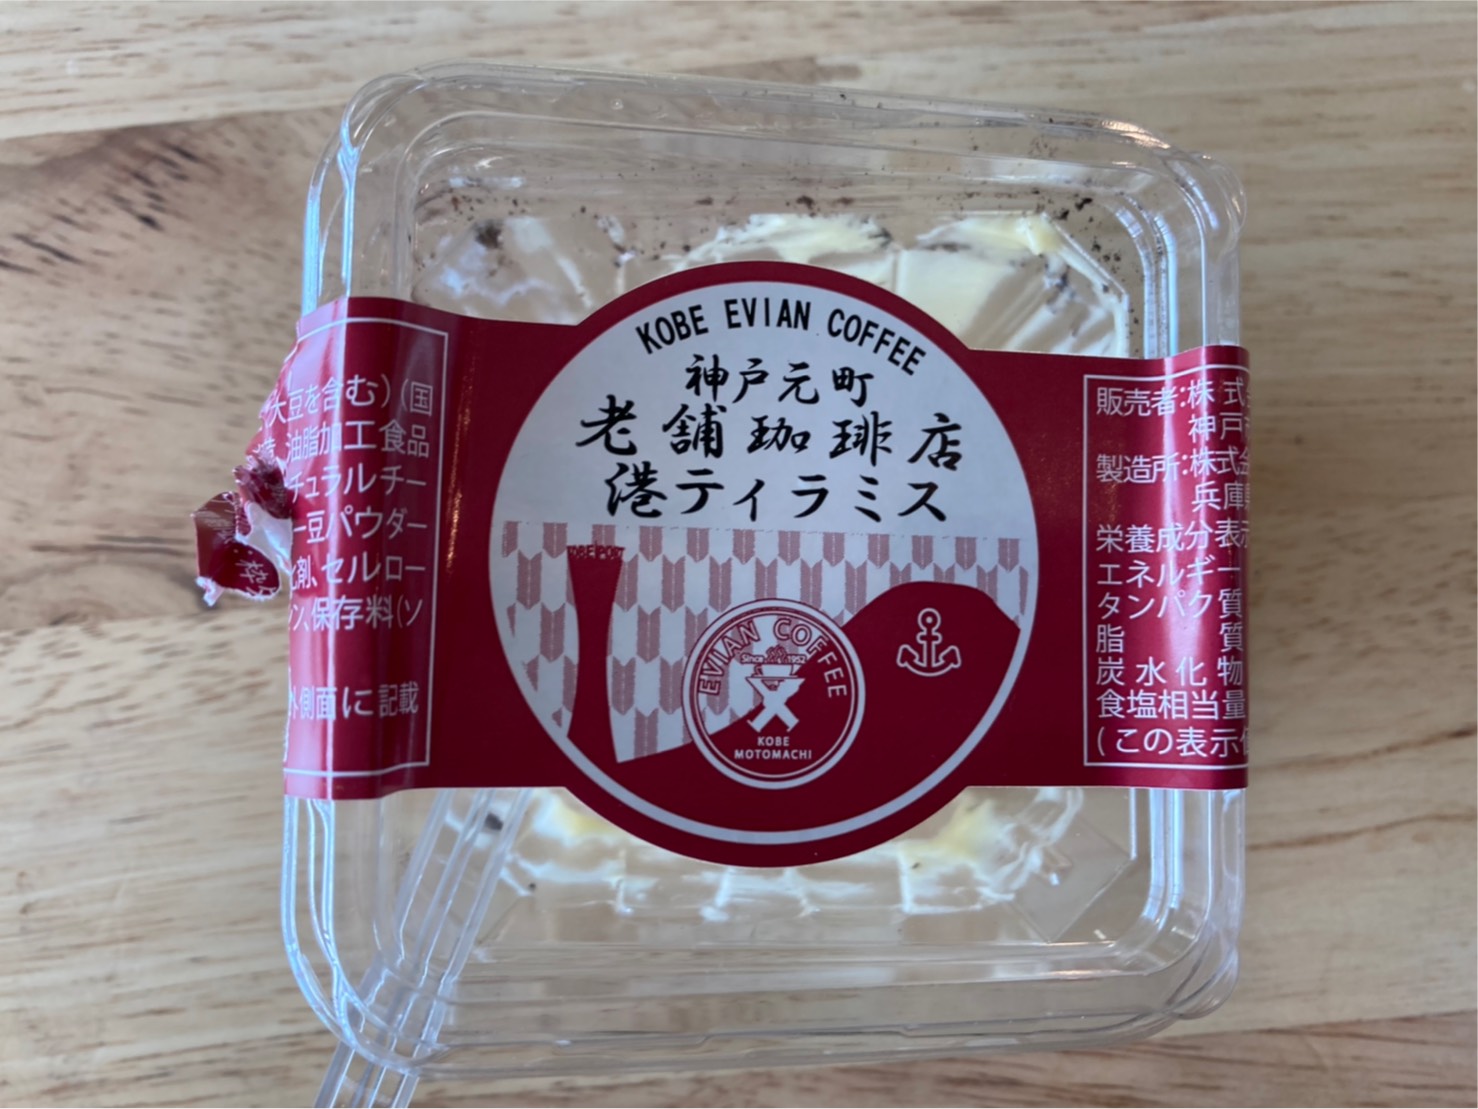 KOBE EVIAN COFFEE
神戸元町
老舗珈琲店
港ティラミス
KOBE PORT
EVIAN COFFEE
Since 1952
KOBE
MOTOMACHI
大豆を含む)(国
油脂加工食品
チュラルチー
ー豆パウダー
化剤、セルロー
ン、保存料(ソ
外側面に記載
販売者:株式
神戸市
製造所:株式会
兵庫県
栄養成分表示
エネルギー
タンパク質
脂質
炭水化物
食塩相当量
(この表示値